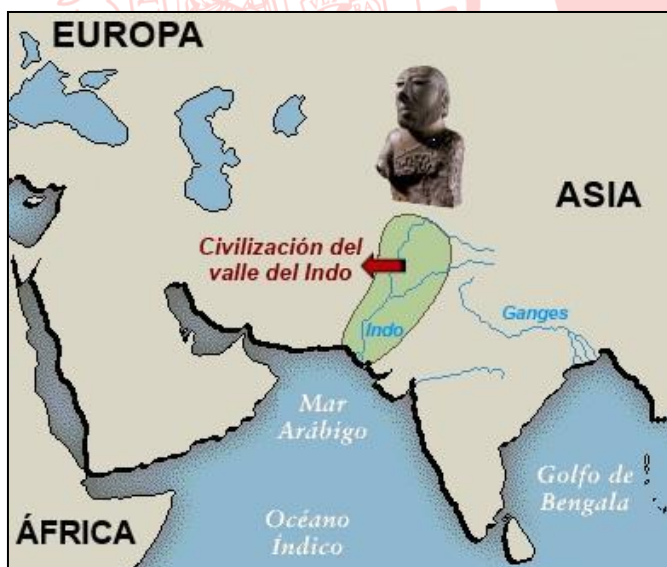 EUROPA
ASIA
Civilización del
valle del Indo
Indo
Ganges
Mar
Arábigo
Golfo de
Bengala
Océano
Índico
ÁFRICA